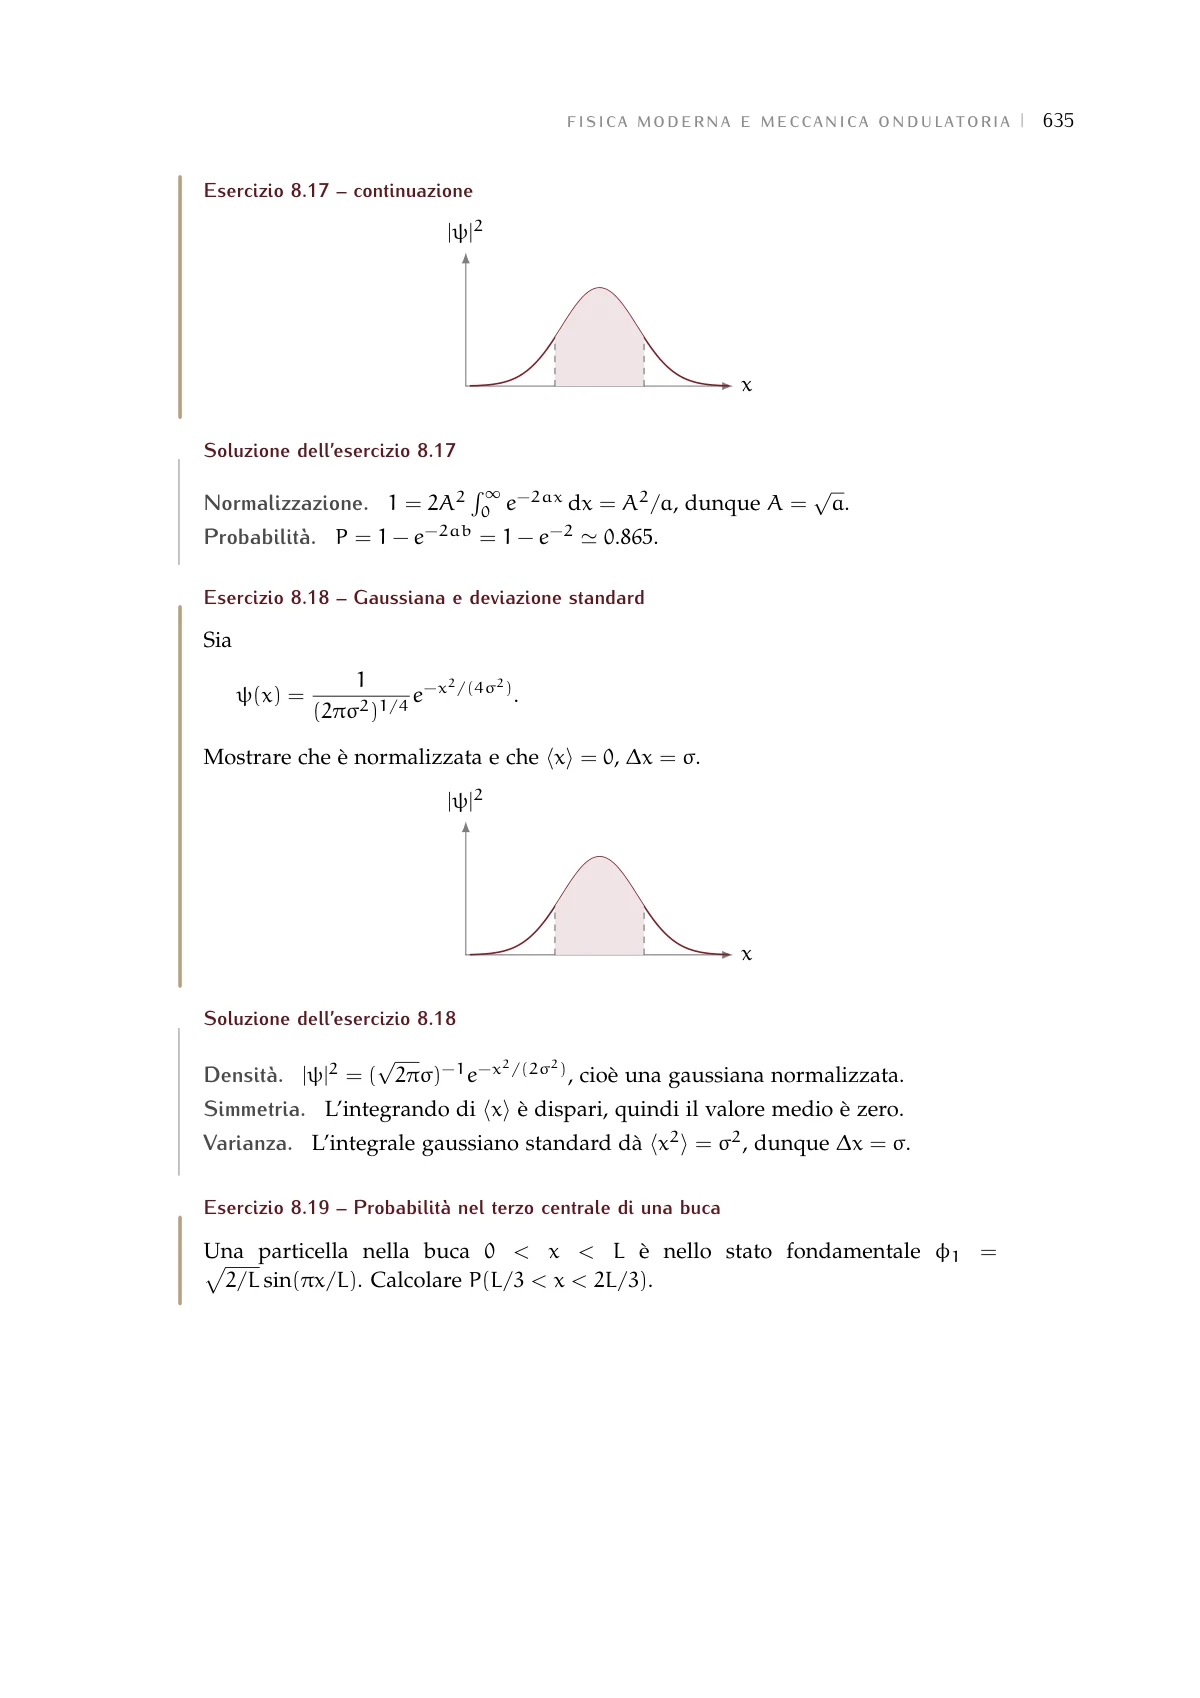 FISICA MODERNA E MECCANICA ONDULATORIA | 635
Esercizio 8.17 – continuazione
|ψ|²
x
Soluzione dell'esercizio 8.17
Normalizzazione. 1 = 2A² ∫₀^∞ e^{−2ax} dx = A²/a, dunque A = √a.
Probabilità. P = 1 − e^{−2ab} = 1 − e^{−2} ≃ 0.865.
Esercizio 8.18 – Gaussiana e deviazione standard
Sia
ψ(x) = 1/(2πσ²)^{1/4} e^{−x²/(4σ²)}.
Mostrare che è normalizzata e che ⟨x⟩ = 0, Δx = σ.
|ψ|²
x
Soluzione dell'esercizio 8.18
Densità. |ψ|² = (√2πσ)^{−1}e^{−x²/(2σ²)}, cioè una gaussiana normalizzata.
Simmetria. L'integrando di ⟨x⟩ è dispari, quindi il valore medio è zero.
Varianza. L'integrale gaussiano standard dà ⟨x²⟩ = σ², dunque Δx = σ.
Esercizio 8.19 – Probabilità nel terzo centrale di una buca
Una particella nella buca 0 < x < L è nello stato fondamentale φ₁ =
√(2/L) sin(πx/L). Calcolare P(L/3 < x < 2L/3).